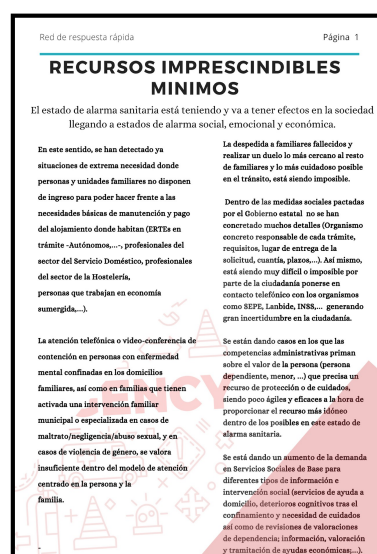 Red de respuesta rápida
Página 1
RECURSOS IMPRESCINDIBLES
MINIMOS
El estado de alarma sanitaria está teniendo y va a tener efectos en la sociedad
llegando a estados de alarma social, emocional y económica.
En este sentido, se han detectado ya
situaciones de extrema necesidad donde
personas y unidades familiares no disponen
de ingreso para poder hacer frente a las
necesidades básicas de manutención y pago
del alojamiento donde habitan (ERTEs en
trámite -Autónomos,...-, profesionales del
sector del Servicio Doméstico, profesionales
del sector de la Hostelería,
personas que trabajan en economía
sumergida,...).
La atención telefónica o video-conferencia de
contención en personas con enfermedad
mental confinadas en los domicilios
familiares, así como en familias que tienen
activada una intervención familiar
municipal o especializada en casos de
maltrato/negligencia/abuso sexual, y en
casos de violencia de género, se valora
insuficiente dentro del modelo de atención
centrado en la persona y la
familia.
-
La despedida a familiares fallecidos y
realizar un duelo lo más cercano al resto
de familiares y lo más cuidadoso posible
en el tránsito, está siendo imposible.
Dentro de las medidas sociales pactadas
por el Gobierno estatal no se han
concretado muchos detalles (Organismo
concreto responsable de cada trámite,
requisitos, lugar de entrega de la
solicitud, cuantía, plazos,...). Así mismo,
está siendo muy difícil o imposible por
parte de la ciudadanía ponerse en
contacto telefónico con los organismos
como SEPE, Lanbide, INSS,... generando
gran incertidumbre en la ciudadanía.
Se están dando casos en los que las
competencias administrativas priman
sobre el valor de la persona (persona
dependiente, menor, ...) que precisa un
recurso de protección o de cuidados,
siendo poco ágiles y eficaces a la hora de
proporcionar el recurso más idóneo
dentro de los posibles en este estado de
alarma sanitaria.
Se está dando un aumento de la demanda
en Servicios Sociales de Base para
diferentes tipos de información e
intervención social (servicios de ayuda a
domicilio, deterioros cognitivos tras el
confinamiento y necesidad de cuidados
así como de revisiones de valoraciones
de dependencia; información, valoración
y tramitación de ayudas económicas;...).